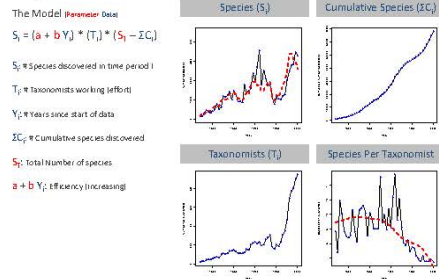 The Model (Parameter Data)
Sᵢ = (a + b Yᵢ) * (Tᵢ) * (S_T – ΣCᵢ)
Sᵢ: # Species discovered in time period i
Tᵢ: # Taxonomists working (effort)
Yᵢ: # Years since start of data
ΣCᵢ: # Cumulative species discovered
S_T: Total Number of species
a + b Yᵢ: Efficiency (increasing)
Species (Sᵢ)
Cumulative Species (ΣCᵢ)
Taxonomists (Tᵢ)
Species Per Taxonomist